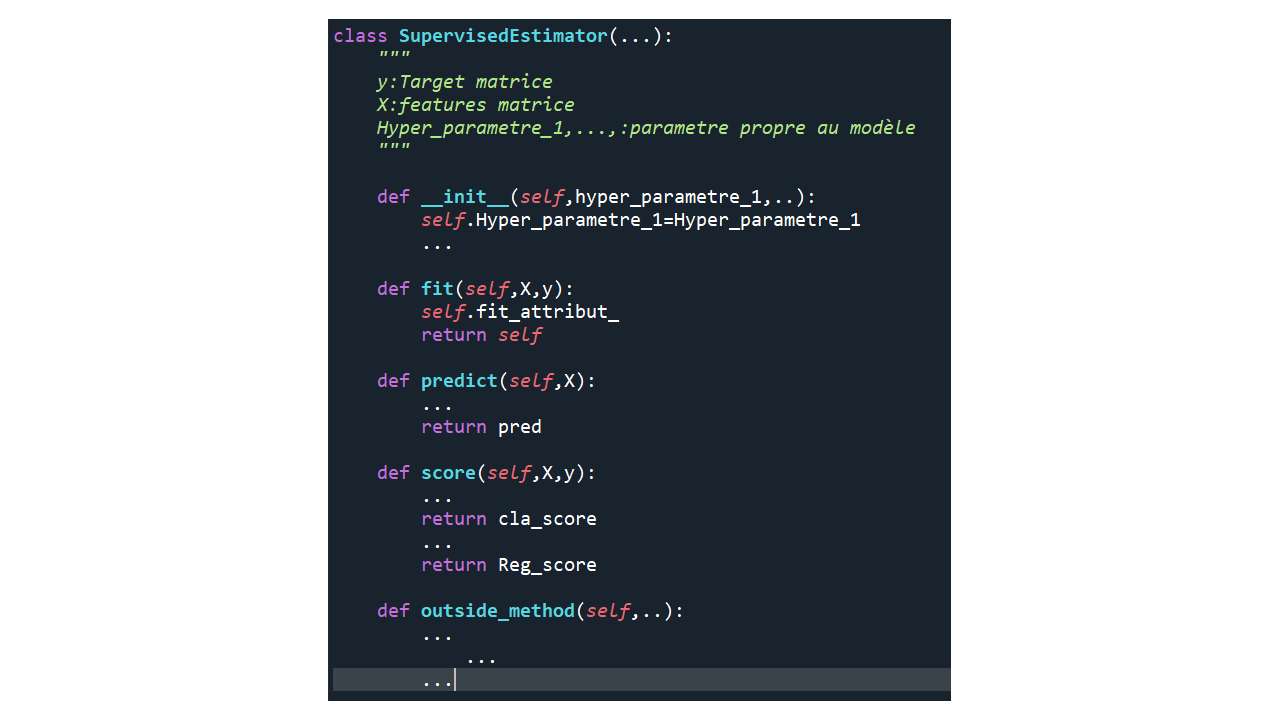 class SupervisedEstimator(...):
"""
y:Target matrice
X:features matrice
Hyper_parametre_1,...,:parametre propre au modèle
"""
def __init__(self,hyper_parametre_1,..):
self.Hyper_parametre_1=Hyper_parametre_1
...
def fit(self,X,y):
self.fit_attribut_
return self
def predict(self,X):
...
return pred
def score(self,X,y):
...
return cla_score
...
return Reg_score
def outside_method(self,..):
...
...
...